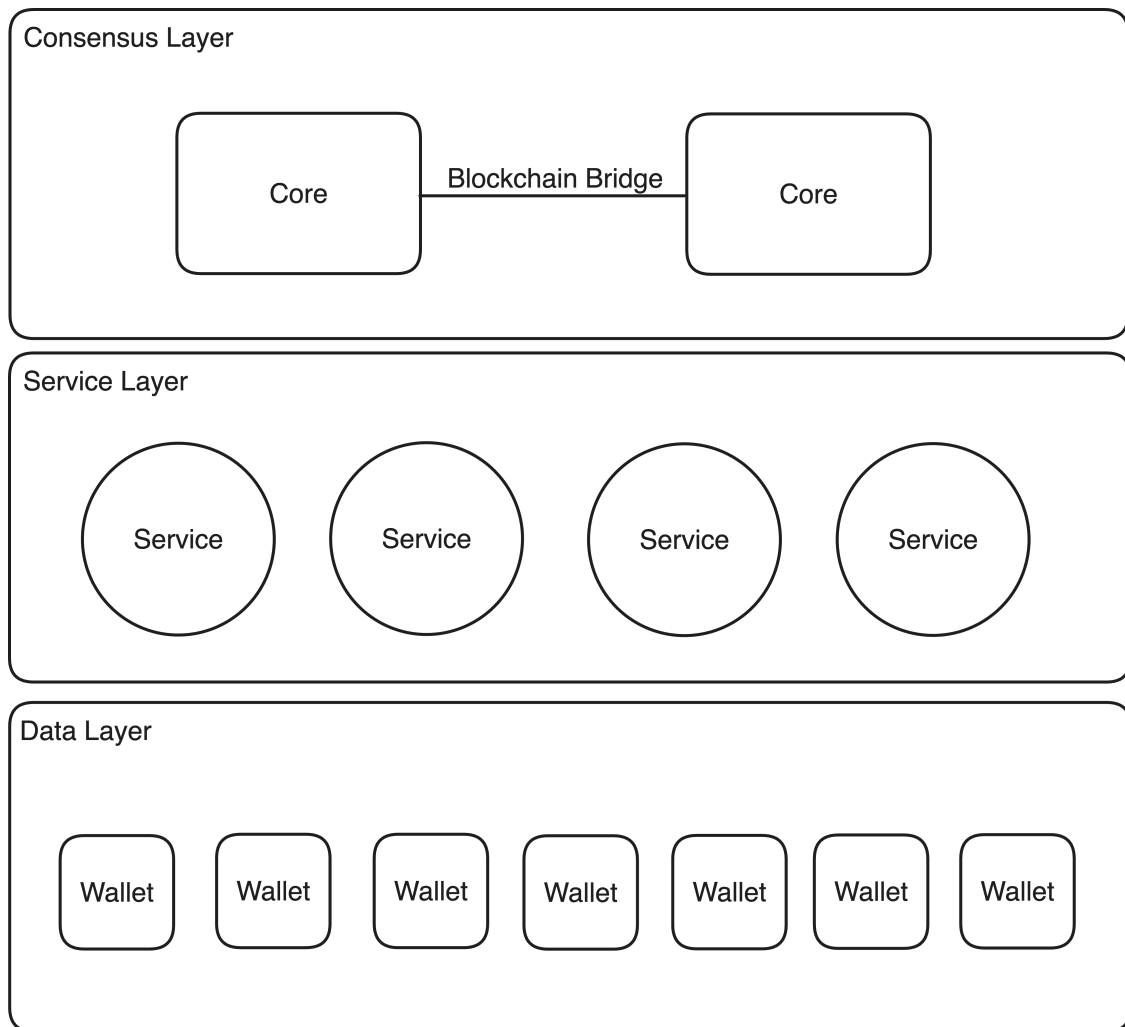 Consensus Layer
Core
Blockchain Bridge
Core
Service Layer
Service
Service
Service
Service
Data Layer
Wallet
Wallet
Wallet
Wallet
Wallet
Wallet
Wallet